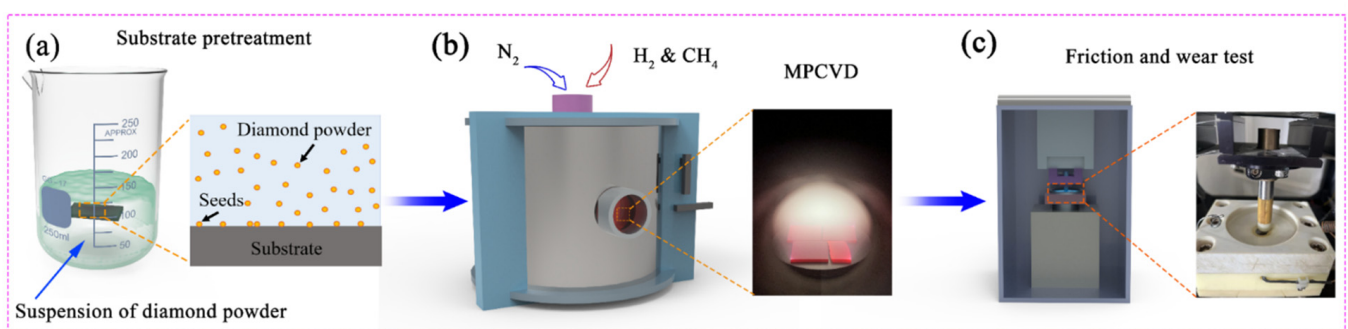 (a)
Substrate pretreatment
250
APPROX
200
150
100
50
250ml
Suspension of diamond powder
Diamond powder
Seeds
Substrate
(b)
N₂
H₂ & CH₄
MPCVD
(c)
Friction and wear test